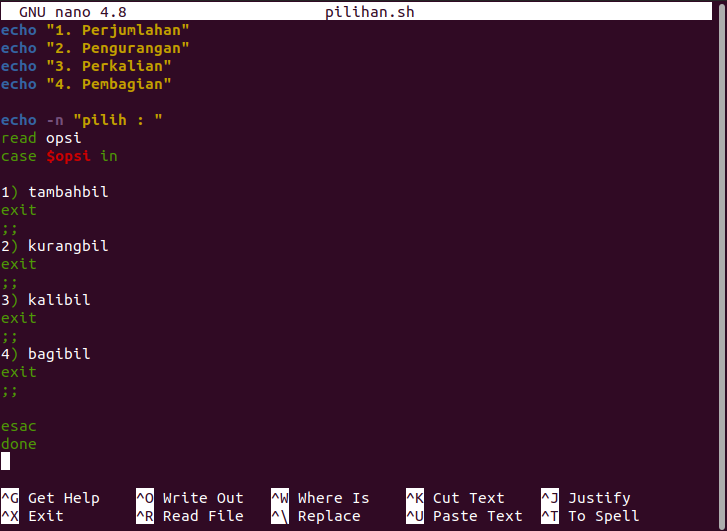 GNU nano 4.8 pilihan.sh
echo "1. Perjumlahan"
echo "2. Pengurangan"
echo "3. Perkalian"
echo "4. Pembagian"
echo -n "pilih : "
read opsi
case $opsi in
1) tambahbil
exit
;;
2) kurangbil
exit
;;
3) kalibil
exit
;;
4) bagibil
exit
;;
esac
done
^G Get Help ^O Write Out ^W Where Is ^K Cut Text ^J Justify
^X Exit ^R Read File ^\ Replace ^U Paste Text ^T To Spell